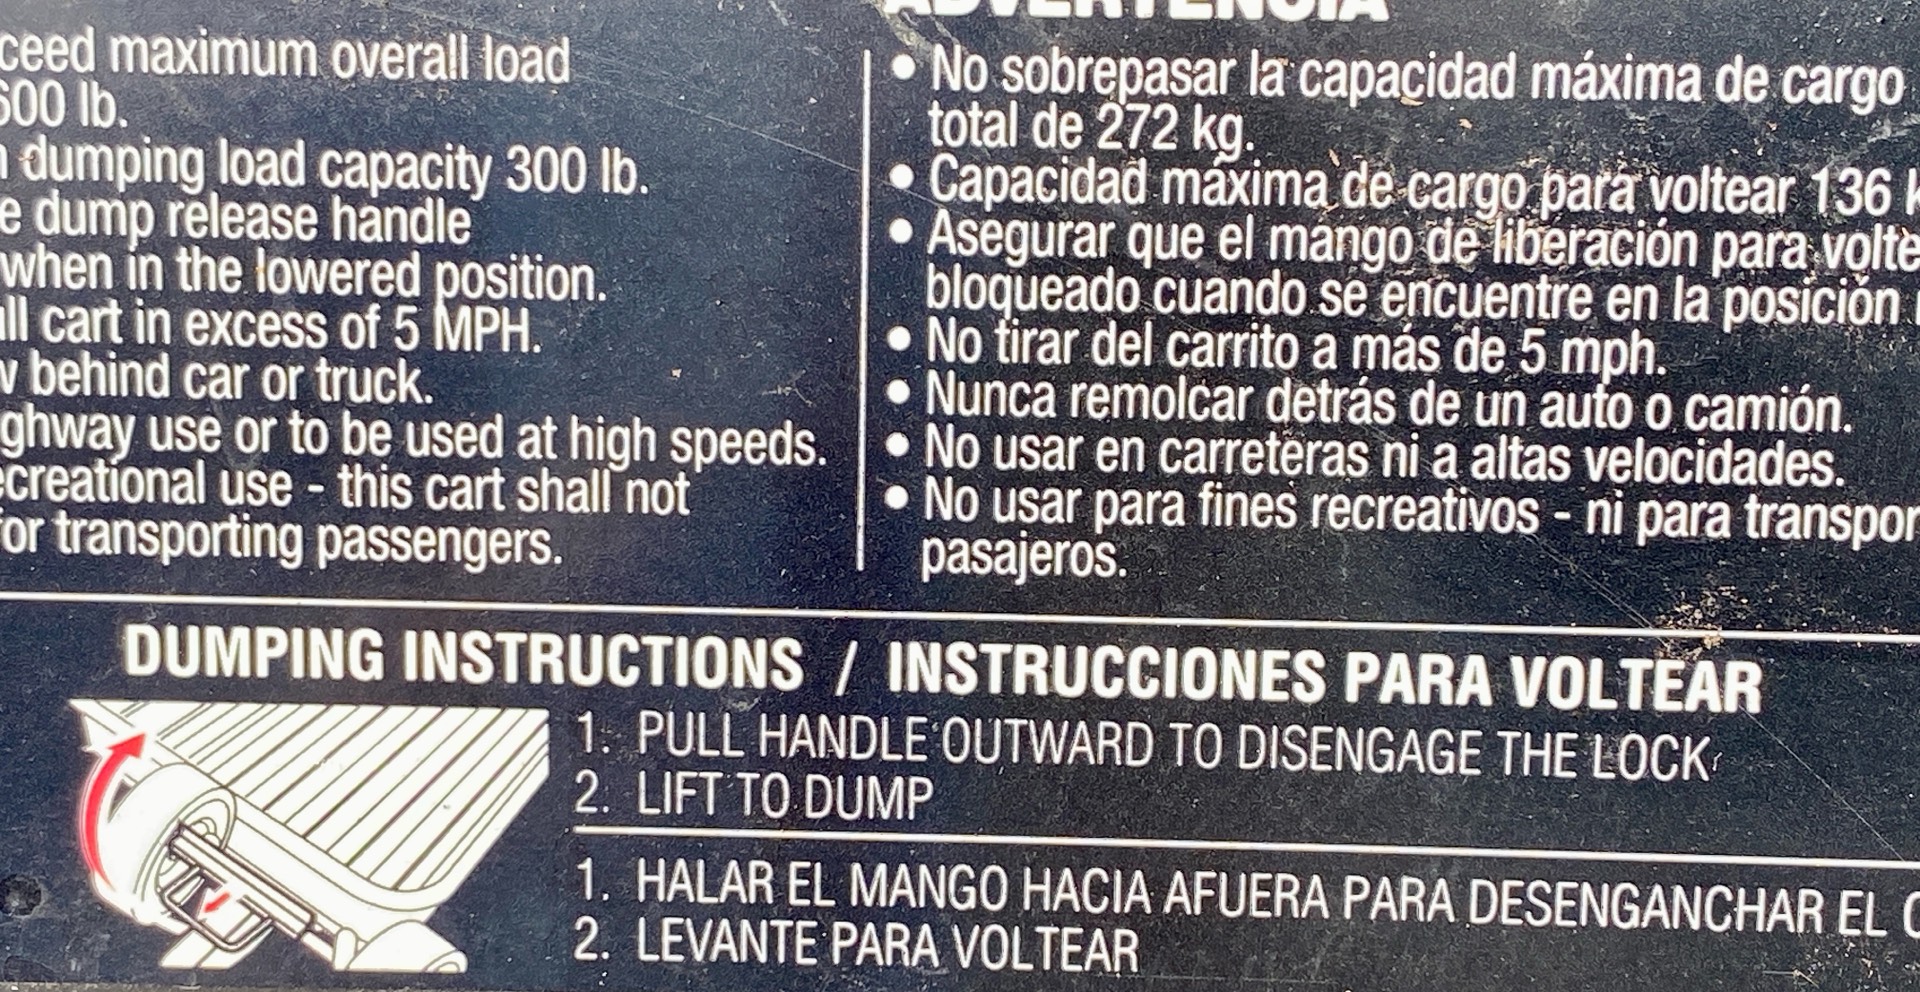 ceed maximum overall load
600 lb.
dumping load capacity 300 lb.
e dump release handle
when in the lowered position.
ll cart in excess of 5 MPH.
behind car or truck.
ghway use or to be used at high speeds.
ecreational use - this cart shall not
for transporting passengers.
ADVERTENCIA
• No sobrepasar la capacidad máxima de cargo
total de 272 kg.
• Capacidad máxima de cargo para voltear 136 k
• Asegurar que el mango de liberación para volte
bloqueado cuando se encuentre en la posición
• No tirar del carrito a más de 5 mph.
• Nunca remolcar detrás de un auto o camión.
• No usar en carreteras ni a altas velocidades.
• No usar para fines recreativos - ni para transpor
pasajeros.
DUMPING INSTRUCTIONS / INSTRUCCIONES PARA VOLTEAR
1. PULL HANDLE OUTWARD TO DISENGAGE THE LOCK
2. LIFT TO DUMP
1. HALAR EL MANGO HACIA AFUERA PARA DESENGANCHAR EL
2. LEVANTE PARA VOLTEAR